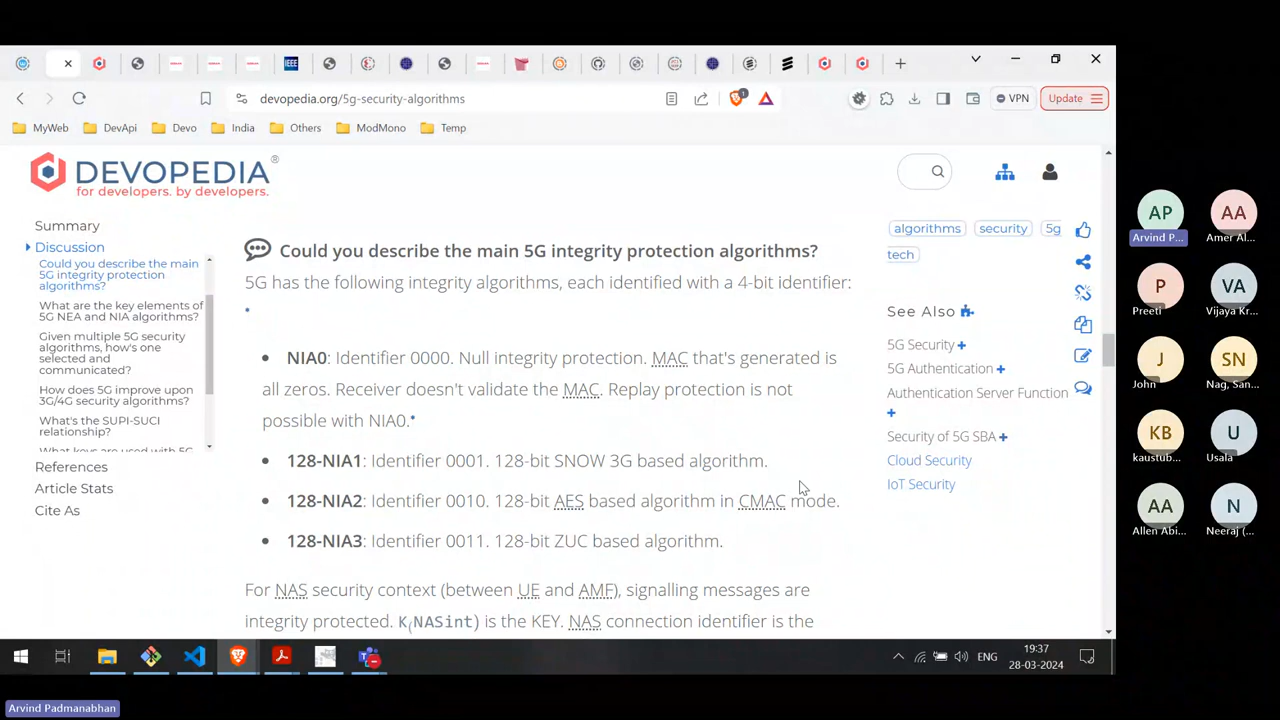 devopedia.org/5g-security-algorithms
1
VPN
Update
MyWeb
DevApi
Devo
India
Others
ModMono
Temp
DEVOPEDIA®
for developers. by developers.
Summary
Discussion
Could you describe the main
5G integrity protection
algorithms?
What are the key elements of
5G NEA and NIA algorithms?
Given multiple 5G security
algorithms, how's one
selected and
communicated?
How does 5G improve upon
3G/4G security algorithms?
What's the SUPI-SUCI
relationship?
What keys are used with 5G
References
Article Stats
Cite As
Could you describe the main 5G integrity protection algorithms?
5G has the following integrity algorithms, each identified with a 4-bit identifier:
• NIA0: Identifier 0000. Null integrity protection. MAC that's generated is
all zeros. Receiver doesn't validate the MAC. Replay protection is not
possible with NIA0.
• 128-NIA1: Identifier 0001. 128-bit SNOW 3G based algorithm.
• 128-NIA2: Identifier 0010. 128-bit AES based algorithm in CMAC mode.
• 128-NIA3: Identifier 0011. 128-bit ZUC based algorithm.
For NAS security context (between UE and AMF), signalling messages are
integrity protected. K(NASint) is the KEY. NAS connection identifier is the
algorithms
security
5g
tech
See Also
5G Security +
5G Authentication +
Authentication Server Function
+
Security of 5G SBA +
Cloud Security
IoT Security
AP
Arvind P...
AA
Amer Al...
P
Preeti
VA
Vijaya Kr...
J
John
SN
Nag, San...
KB
kaustub...
U
Usala
AA
Allen Abi...
N
Neeraj (...
ENG
19:37
28-03-2024
Arvind Padmanabhan